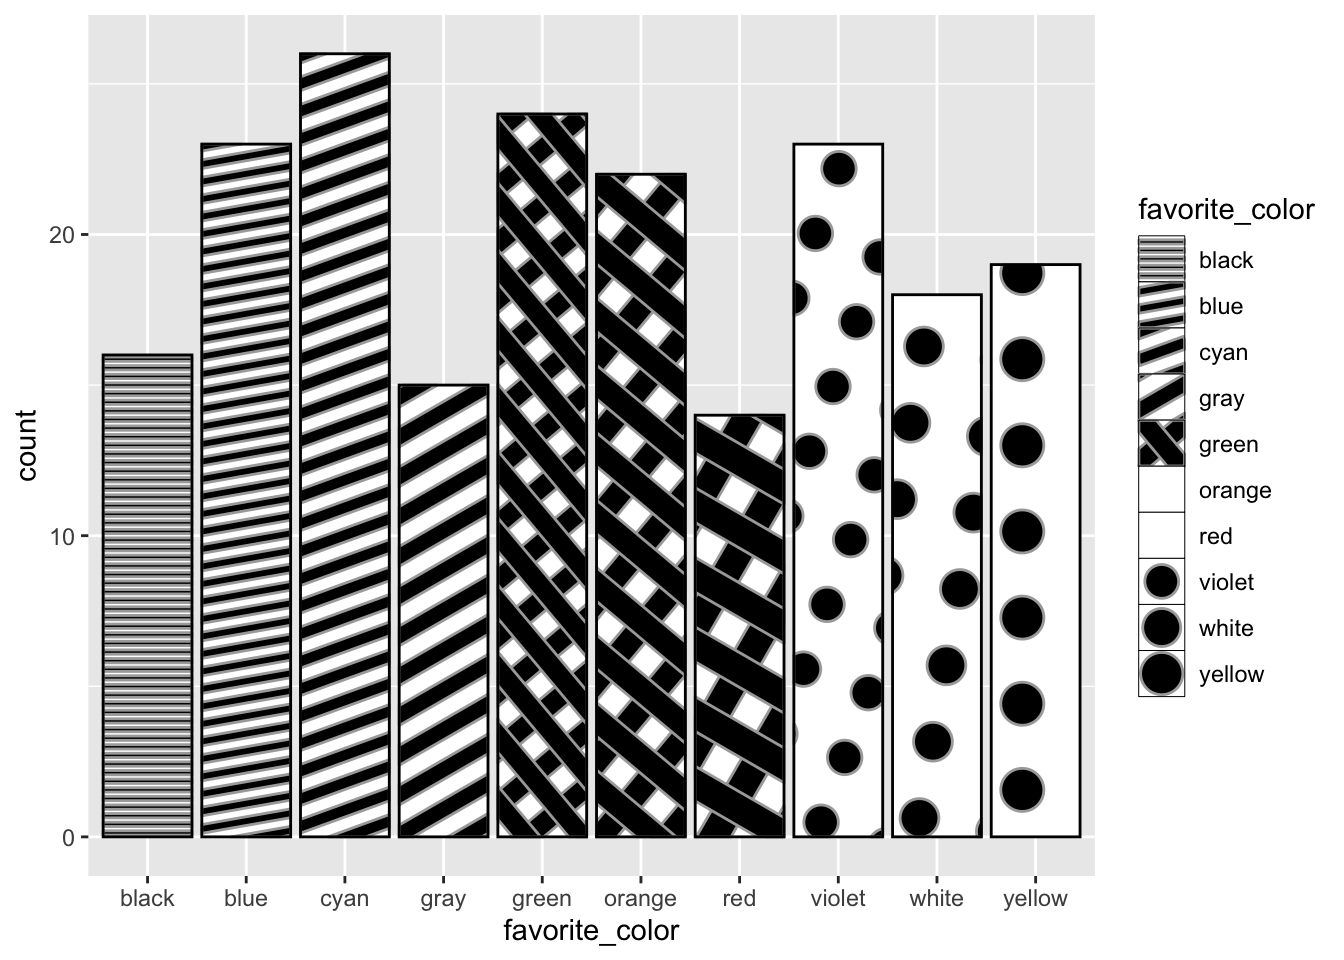 count
20
10
0
black blue cyan gray green orange red violet white yellow
favorite_color
favorite_color
black
blue
cyan
gray
green
orange
red
violet
white
yellow